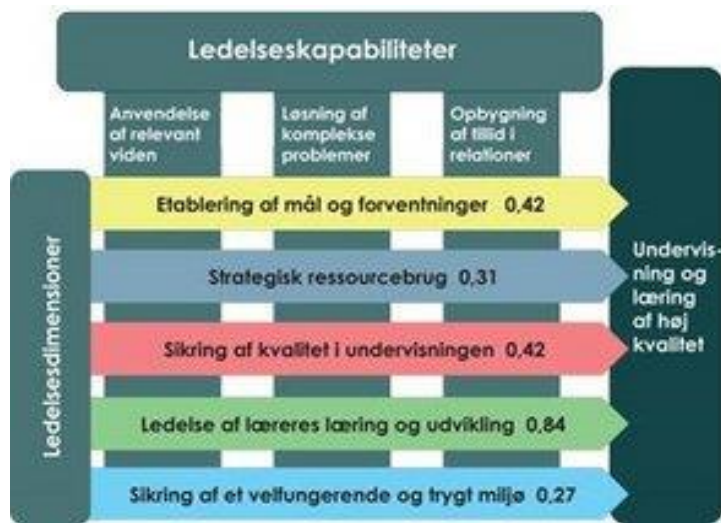 Ledelseskapabiliteter
Anvendelse
af relevant
viden
Løsning af
komplekse
problemer
Opbygning
af tillid i
relationer
Ledelsesdimensioner
Etablering af mål og forventninger 0,42
Strategisk ressourcebrug 0,31
Sikring af kvalitet i undervisningen 0,42
Ledelse af læreres læring og udvikling 0,84
Sikring af et velfungerende og trygt miljø 0,27
Undervis-
ning og
læring
af høj
kvalitet